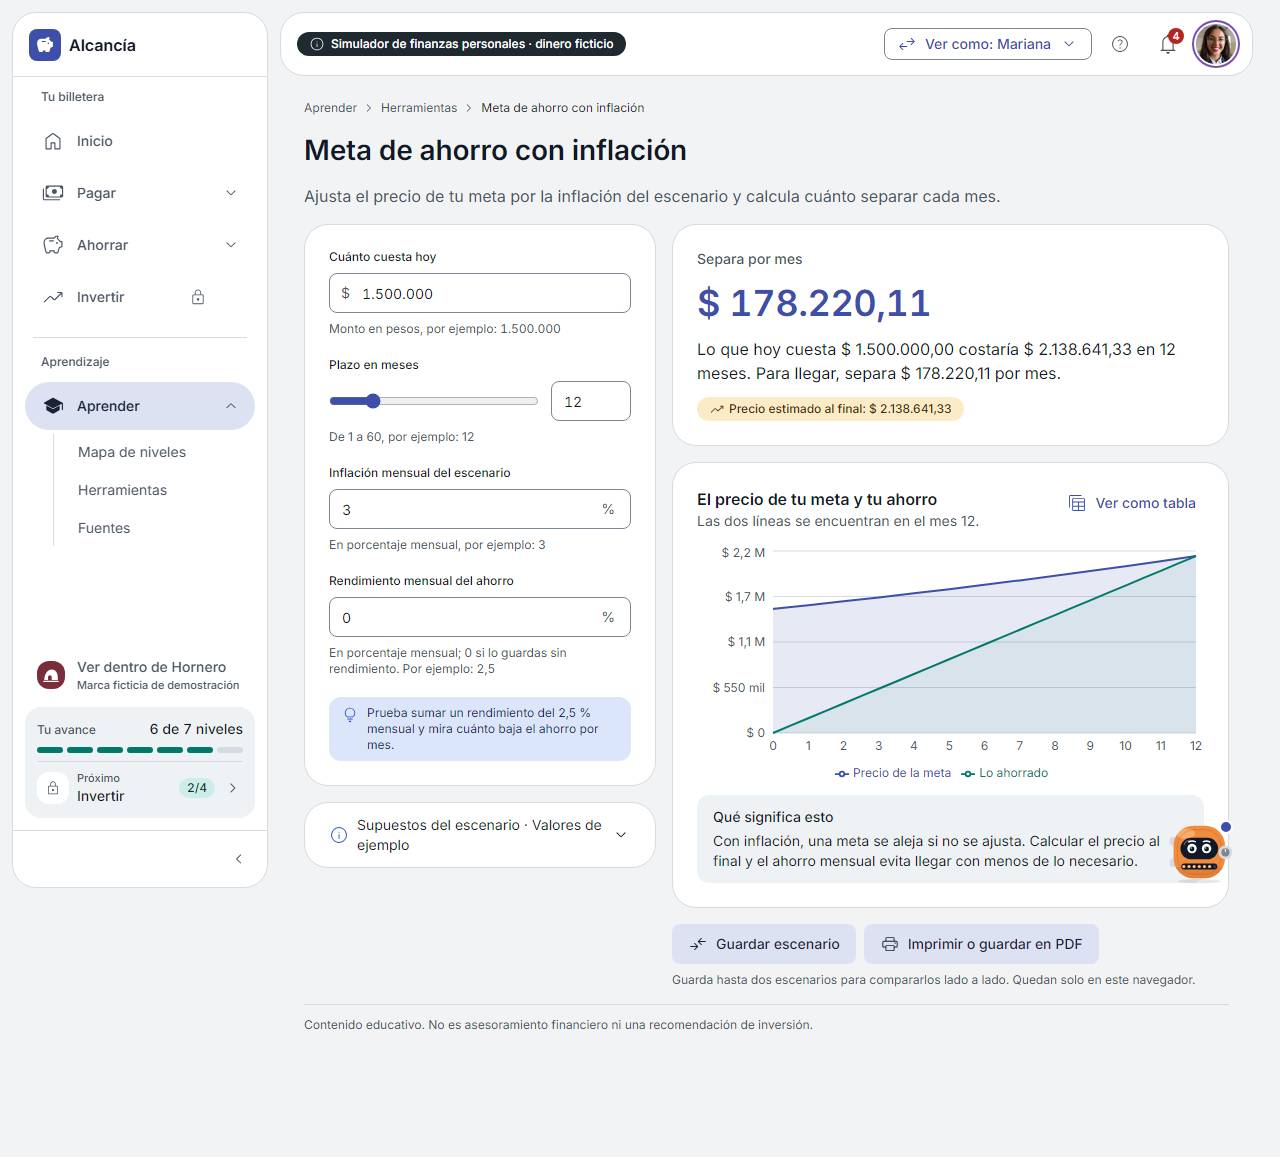 Alcancía
Tu billetera
Inicio
Pagar
Ahorrar
Invertir
Aprendizaje
Aprender
Mapa de niveles
Herramientas
Fuentes
Ver dentro de Hornero
Marca ficticia de demostración
Tu avance 6 de 7 niveles
Próximo
Invertir
2/4
Simulador de finanzas personales · dinero ficticio
Ver como: Mariana
4
Aprender > Herramientas > Meta de ahorro con inflación
Meta de ahorro con inflación
Ajusta el precio de tu meta por la inflación del escenario y calcula cuánto separar cada mes.
Cuánto cuesta hoy
$ 1.500.000
Monto en pesos, por ejemplo: 1.500.000
Plazo en meses
12
De 1 a 60, por ejemplo: 12
Inflación mensual del escenario
3 %
En porcentaje mensual, por ejemplo: 3
Rendimiento mensual del ahorro
0 %
En porcentaje mensual; 0 si lo guardas sin
rendimiento. Por ejemplo: 2,5
Prueba sumar un rendimiento del 2,5 %
mensual y mira cuánto baja el ahorro por
mes.
Supuestos del escenario · Valores de
ejemplo
Separa por mes
$ 178.220,11
Lo que hoy cuesta $ 1.500.000,00 costaría $ 2.138.641,33 en 12
meses. Para llegar, separa $ 178.220,11 por mes.
Precio estimado al final: $ 2.138.641,33
El precio de tu meta y tu ahorro
Las dos líneas se encuentran en el mes 12.
Ver como tabla
$ 2,2 M
$ 1,7 M
$ 1,1 M
$ 550 mil
$ 0
0 1 2 3 4 5 6 7 8 9 10 11 12
Precio de la meta Lo ahorrado
Qué significa esto
Con inflación, una meta se aleja si no se ajusta. Calcular el precio al
final y el ahorro mensual evita llegar con menos de lo necesario.
Guardar escenario
Imprimir o guardar en PDF
Guarda hasta dos escenarios para compararlos lado a lado. Quedan solo en este navegador.
Contenido educativo. No es asesoramiento financiero ni una recomendación de inversión.